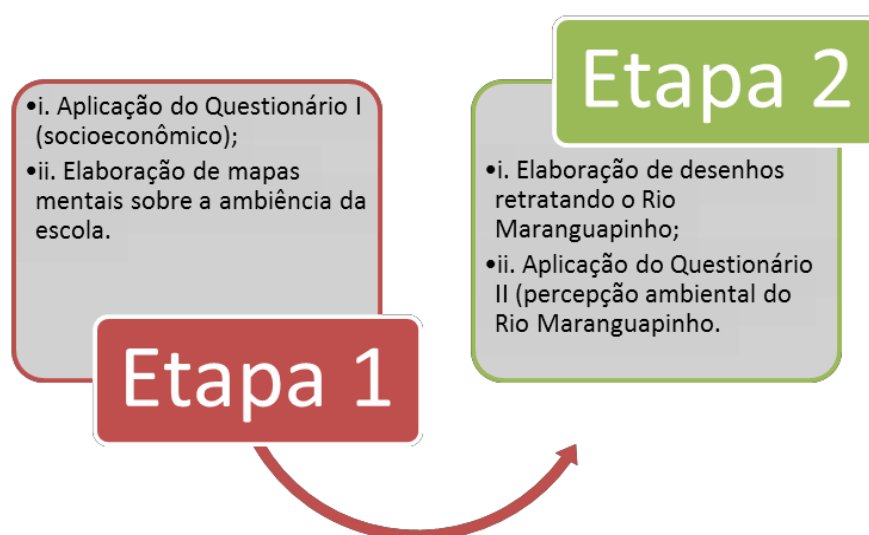 •i. Aplicação do Questionário I
(socioeconômico);
•ii. Elaboração de mapas
mentais sobre a ambiência da
escola.
Etapa 1
Etapa 2
•i. Elaboração de desenhos
retratando o Rio
Maranguapinho;
•ii. Aplicação do Questionário
II (percepção ambiental do
Rio Maranguapinho.